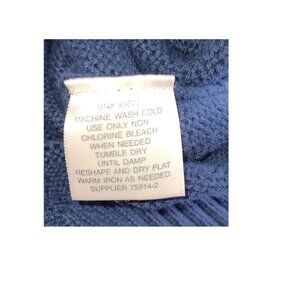 MACHINE WASH COLD
USE ONLY NON-
CHLORINE BLEACH
WHEN NEEDED
TUMBLE DRY
UNTIL DAMP
RESHAPE AND DRY FLAT
WARM IRON AS NEEDED
SUPPLIER 75914-2